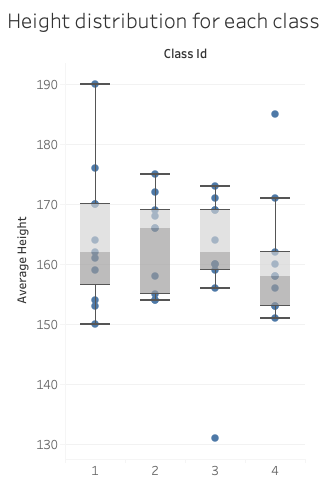 Height distribution for each class
Class Id
190
180
170
160
150
140
130
Average Height
1 2 3 4